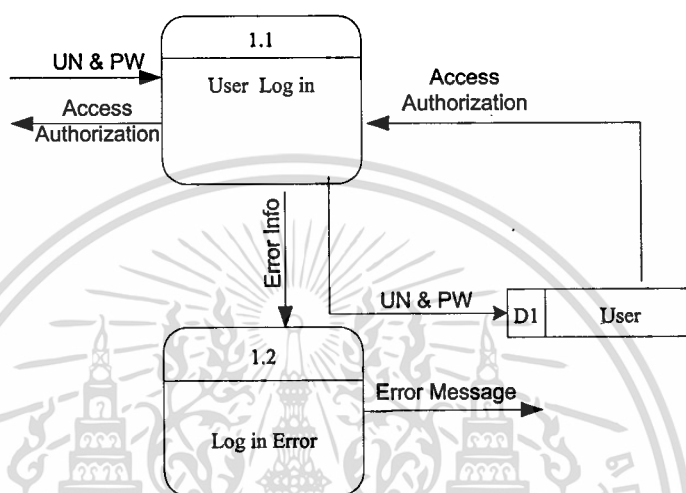 1.1
UN & PW
User Log in
Access
Authorization
Access
Authorization
Error Info
UN & PW
D1
User
1.2
Error Message
Log in Error